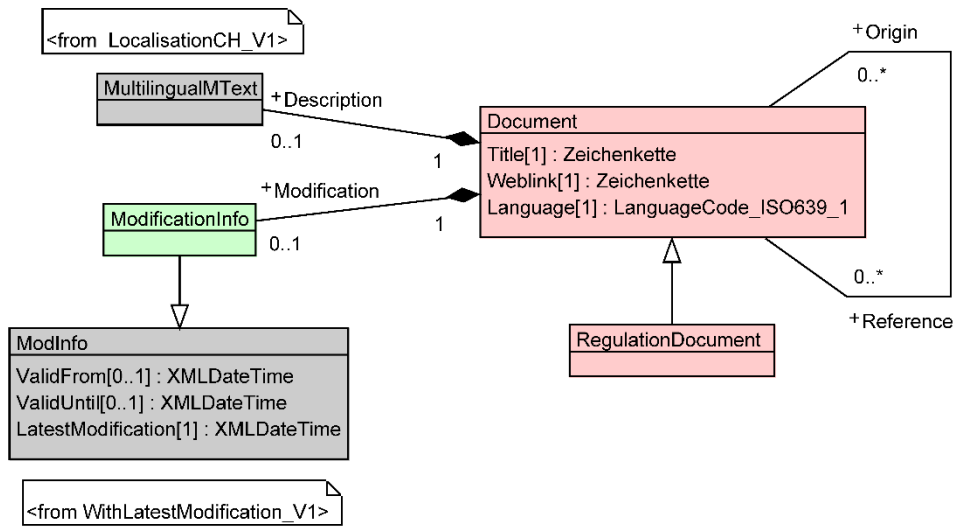 <from LocalisationCH_V1>
+Origin
0..*
MultilingualMText
+Description
0..1
1
Document
Title[1] : Zeichenkette
Weblink[1] : Zeichenkette
Language[1] : LanguageCode_ISO639_1
+Modification
0..1
1
ModificationInfo
0..*
+Reference
RegulationDocument
ModInfo
ValidFrom[0..1] : XMLDateTime
ValidUntil[0..1] : XMLDateTime
LatestModification[1] : XMLDateTime
<from WithLatestModification_V1>